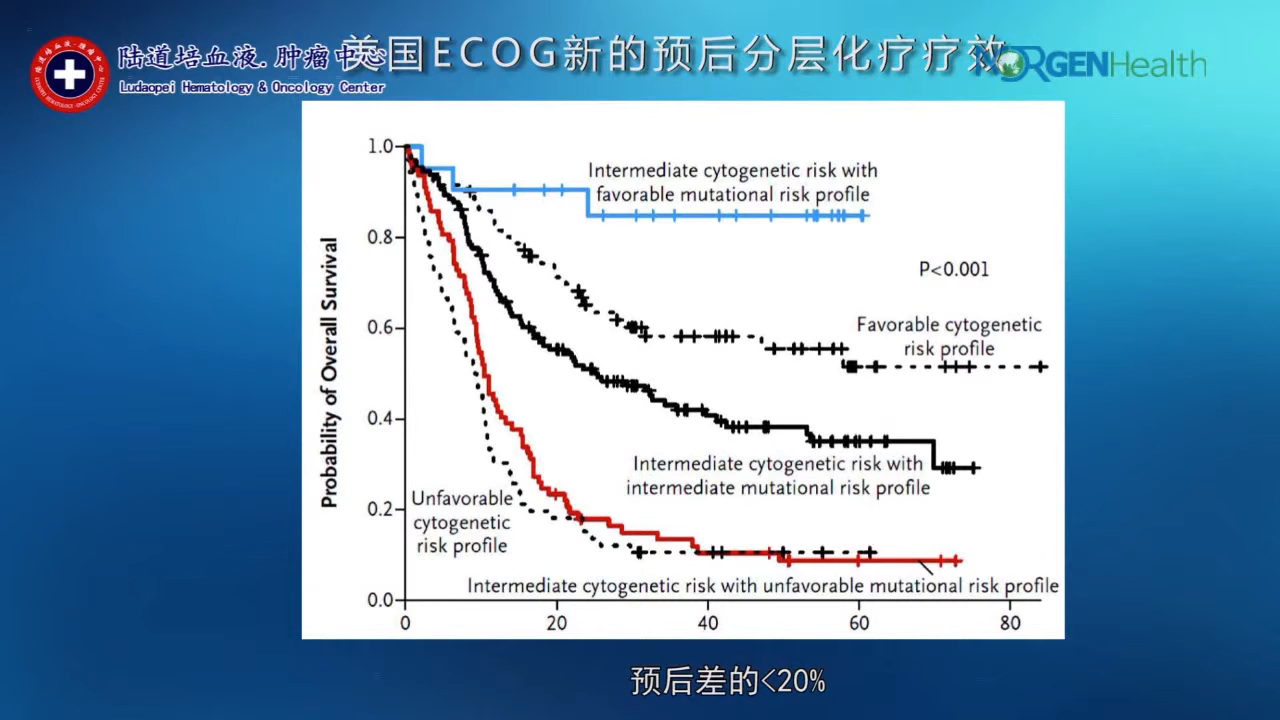 陆道培血液.肿瘤中心
Ludaopei Hematology & Oncology Center
美国ECOG新的预后分层化疗疗效
NORGENHealth
Intermediate cytogenetic risk with
favorable mutational risk profile
P<0.001
Favorable cytogenetic
risk profile
Intermediate cytogenetic risk with
intermediate mutational risk profile
Unfavorable
cytogenetic
risk profile
Intermediate cytogenetic risk with unfavorable mutational risk profile
Probability of Overall Survival
1.0
0.8
0.6
0.4
0.2
0.0
0
20
40
60
80
预后差的<20%